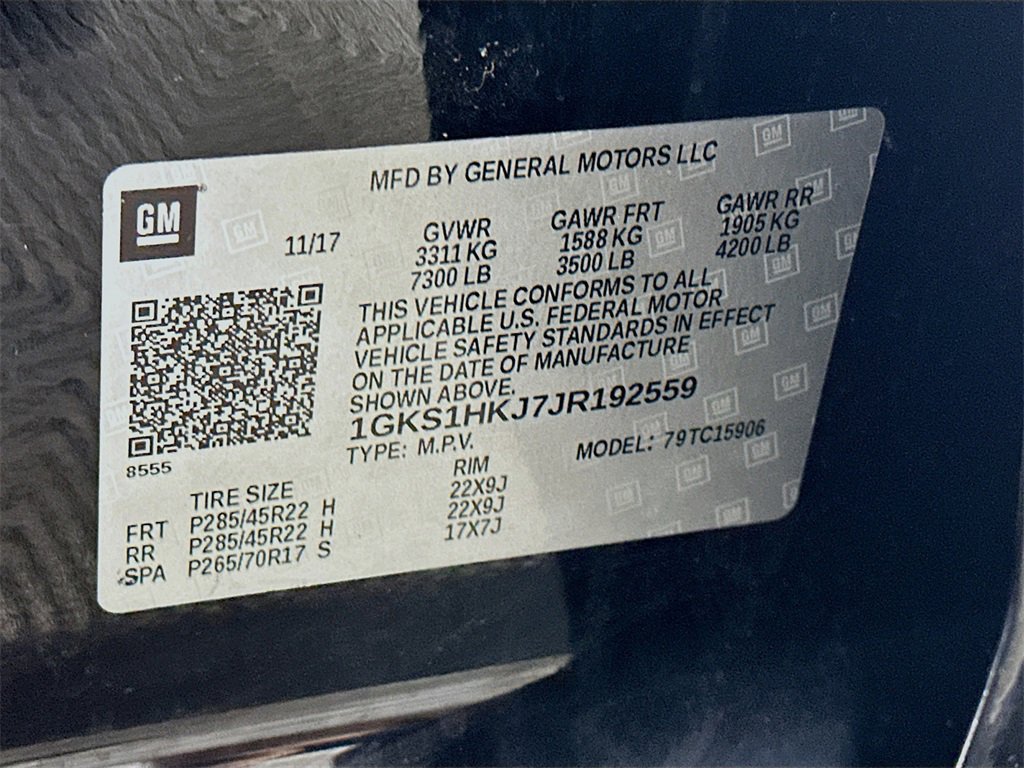 MFD BY GENERAL MOTORS LLC
GM
11/17
GVWR GAWR FRT GAWR RR
3311 KG 1588 KG 1905 KG
7300 LB 3500 LB 4200 LB
THIS VEHICLE CONFORMS TO ALL
APPLICABLE U.S. FEDERAL MOTOR
VEHICLE SAFETY STANDARDS IN EFFECT
ON THE DATE OF MANUFACTURE
SHOWN ABOVE.
1GKS1HKJ7JR192559
8555
TYPE: M.P.V. MODEL: 79TC15906
TIRE SIZE RIM
FRT P285/45R22 H 22X9J
RR P285/45R22 H 22X9J
SPA P265/70R17 S 17X7J